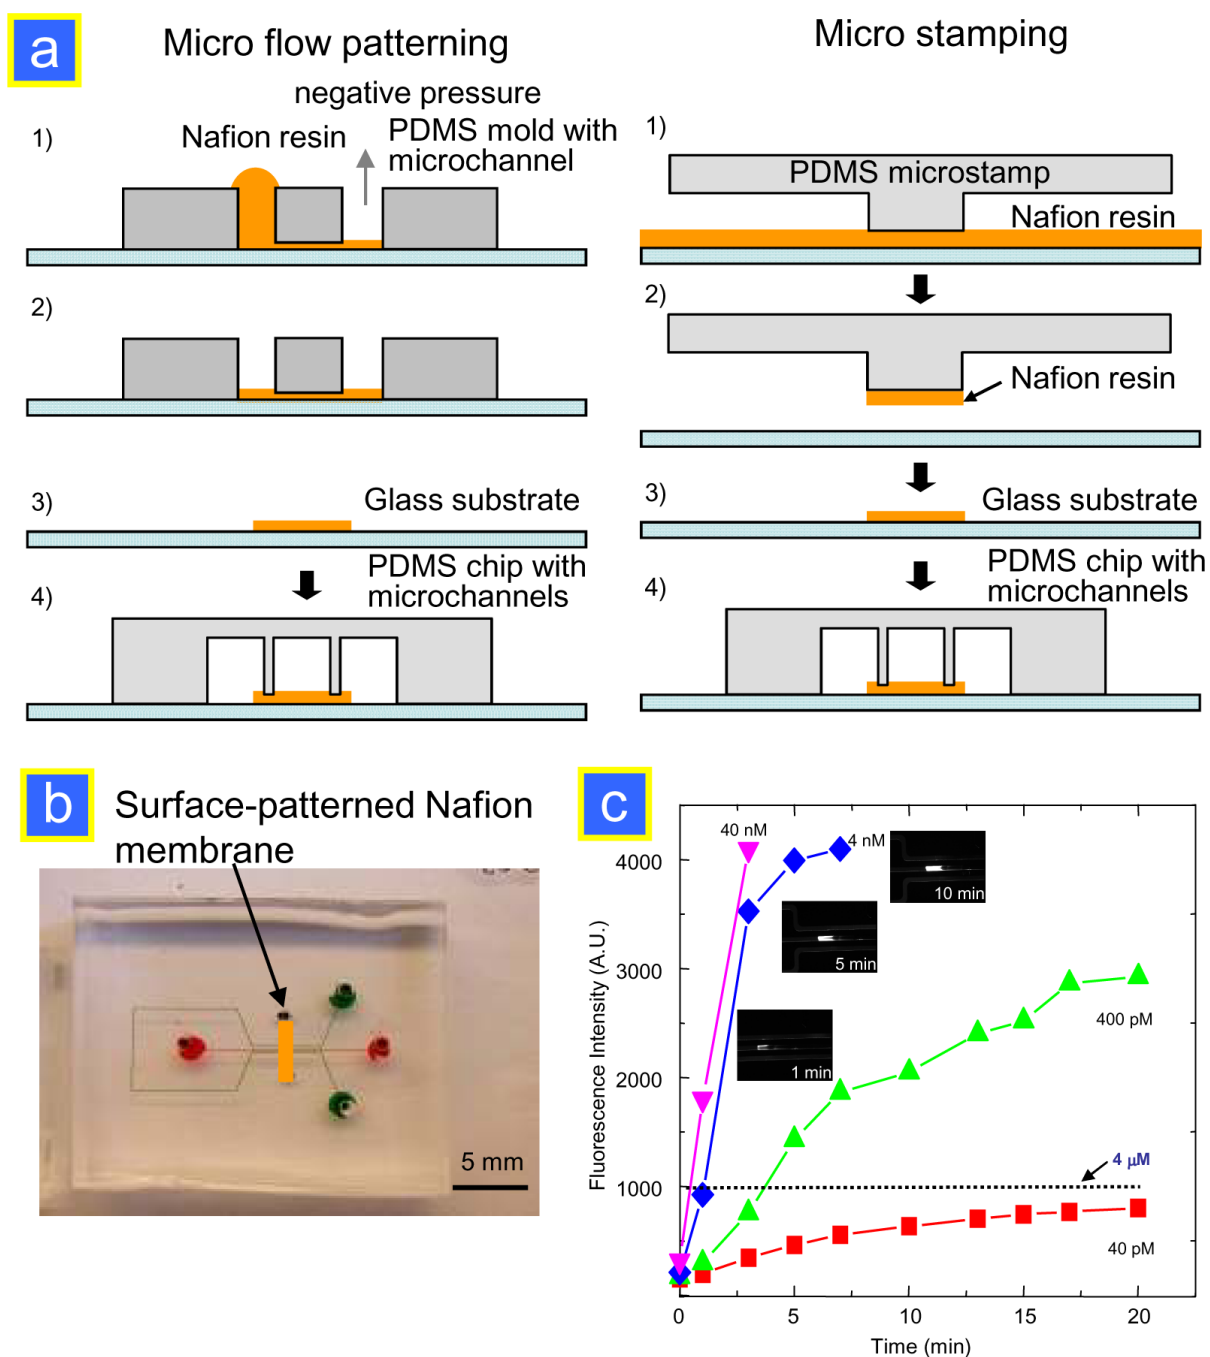 a
Micro flow patterning
negative pressure
1)
Nafion resin
PDMS mold with
microchannel
2)
3)
Glass substrate
PDMS chip with
microchannels
4)
Micro stamping
1)
PDMS microstamp
Nafion resin
2)
Nafion resin
3)
Glass substrate
PDMS chip with
microchannels
4)
b
Surface-patterned Nafion
membrane
5 mm
c
Fluorescence Intensity (A.U.)
4000
3000
2000
1000
0
5
10
15
20
Time (min)
40 nM
4 nM
10 min
5 min
1 min
400 pM
4 μM
40 pM